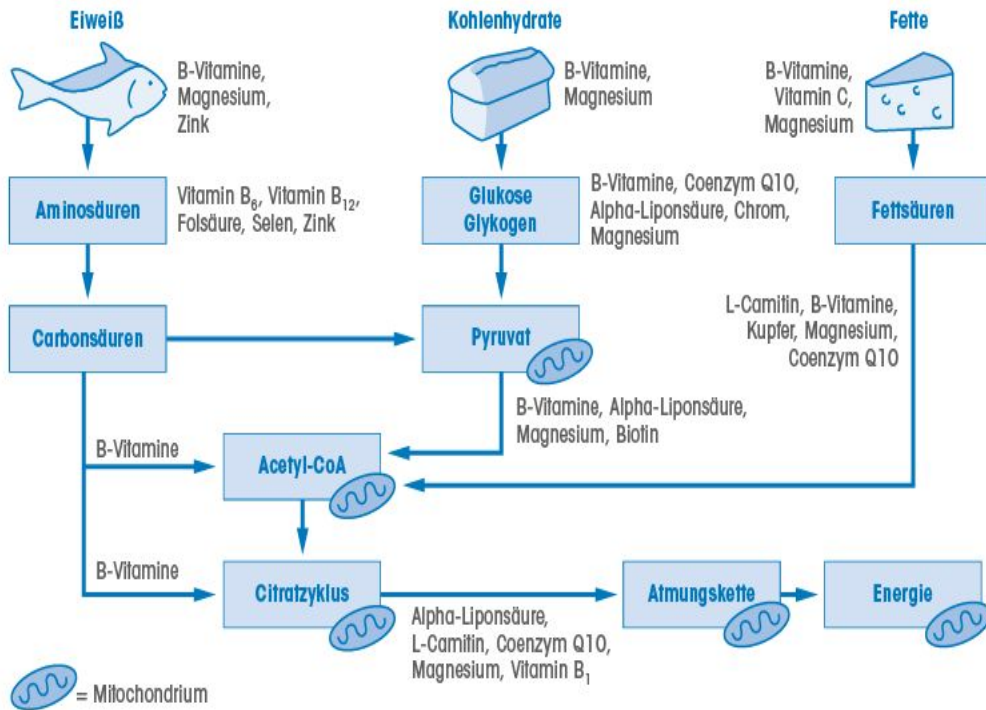 Eiweiß
Kohlenhydrate
Fette
B-Vitamine,
Magnesium,
Zink
B-Vitamine,
Magnesium
B-Vitamine,
Vitamin C,
Magnesium
Aminosäuren
Vitamin B₆, Vitamin B₁₂,
Folsäure, Selen, Zink
Glukose
Glykogen
B-Vitamine, Coenzym Q10,
Alpha-Liponsäure, Chrom,
Magnesium
Fettsäuren
Carbonsäuren
Pyruvat
L-Carnitin, B-Vitamine,
Kupfer, Magnesium,
Coenzym Q10
B-Vitamine, Alpha-Liponsäure,
Magnesium, Biotin
B-Vitamine
Acetyl-CoA
B-Vitamine
Citratzyklus
Atmungskette
Energie
Alpha-Liponsäure,
L-Carnitin, Coenzym Q10,
Magnesium, Vitamin B₁
= Mitochondrium